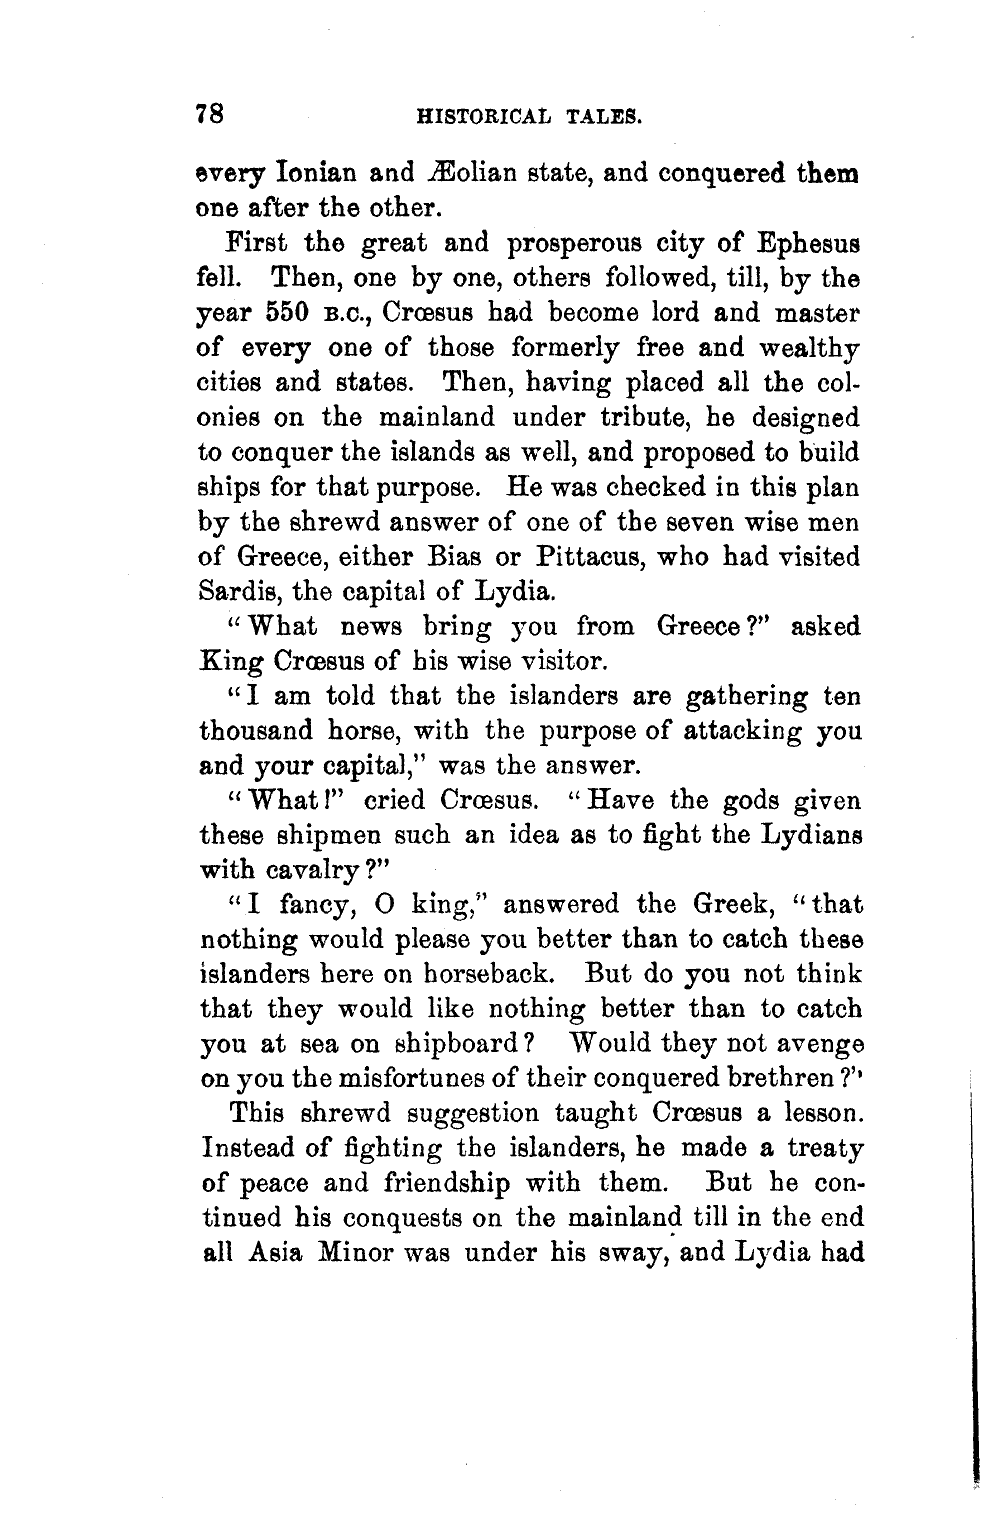 78 HISTORICAL TALES.
every Ionian and Æolian state, and conquered them
one after the other.
First the great and prosperous city of Ephesus
fell. Then, one by one, others followed, till, by the
year 550 B.C., Crœsus had become lord and master
of every one of those formerly free and wealthy
cities and states. Then, having placed all the col-
onies on the mainland under tribute, he designed
to conquer the islands as well, and proposed to build
ships for that purpose. He was checked in this plan
by the shrewd answer of one of the seven wise men
of Greece, either Bias or Pittacus, who had visited
Sardis, the capital of Lydia.
"What news bring you from Greece?" asked
King Crœsus of his wise visitor.
"I am told that the islanders are gathering ten
thousand horse, with the purpose of attacking you
and your capital," was the answer.
"What!" cried Crœsus. "Have the gods given
these shipmen such an idea as to fight the Lydians
with cavalry?"
"I fancy, O king," answered the Greek, "that
nothing would please you better than to catch these
islanders here on horseback. But do you not think
that they would like nothing better than to catch
you at sea on shipboard? Would they not avenge
on you the misfortunes of their conquered brethren?"
This shrewd suggestion taught Crœsus a lesson.
Instead of fighting the islanders, he made a treaty
of peace and friendship with them. But he con-
tinued his conquests on the mainland till in the end
all Asia Minor was under his sway, and Lydia had